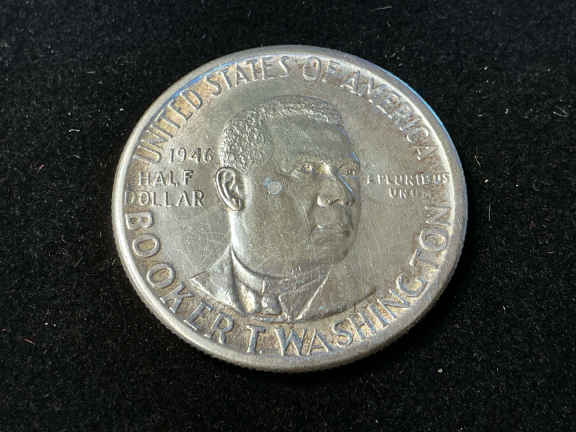 UNITED STATES OF AMERICA
1946
HALF
DOLLAR
E PLURIBUS
UNUM
BOOKER T. WASHINGTON